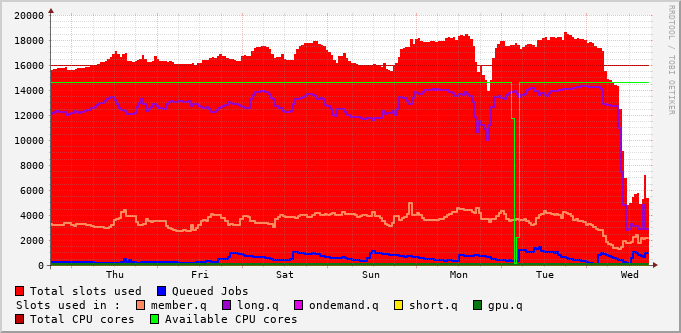 20000
18000
16000
14000
12000
10000
8000
6000
4000
2000
0
Thu Fri Sat Sun Mon Tue Wed
RRDTOOL / TOBI OETIKER
Total slots used Queued Jobs
Slots used in : member.q long.q ondemand.q short.q gpu.q
Total CPU cores Available CPU cores